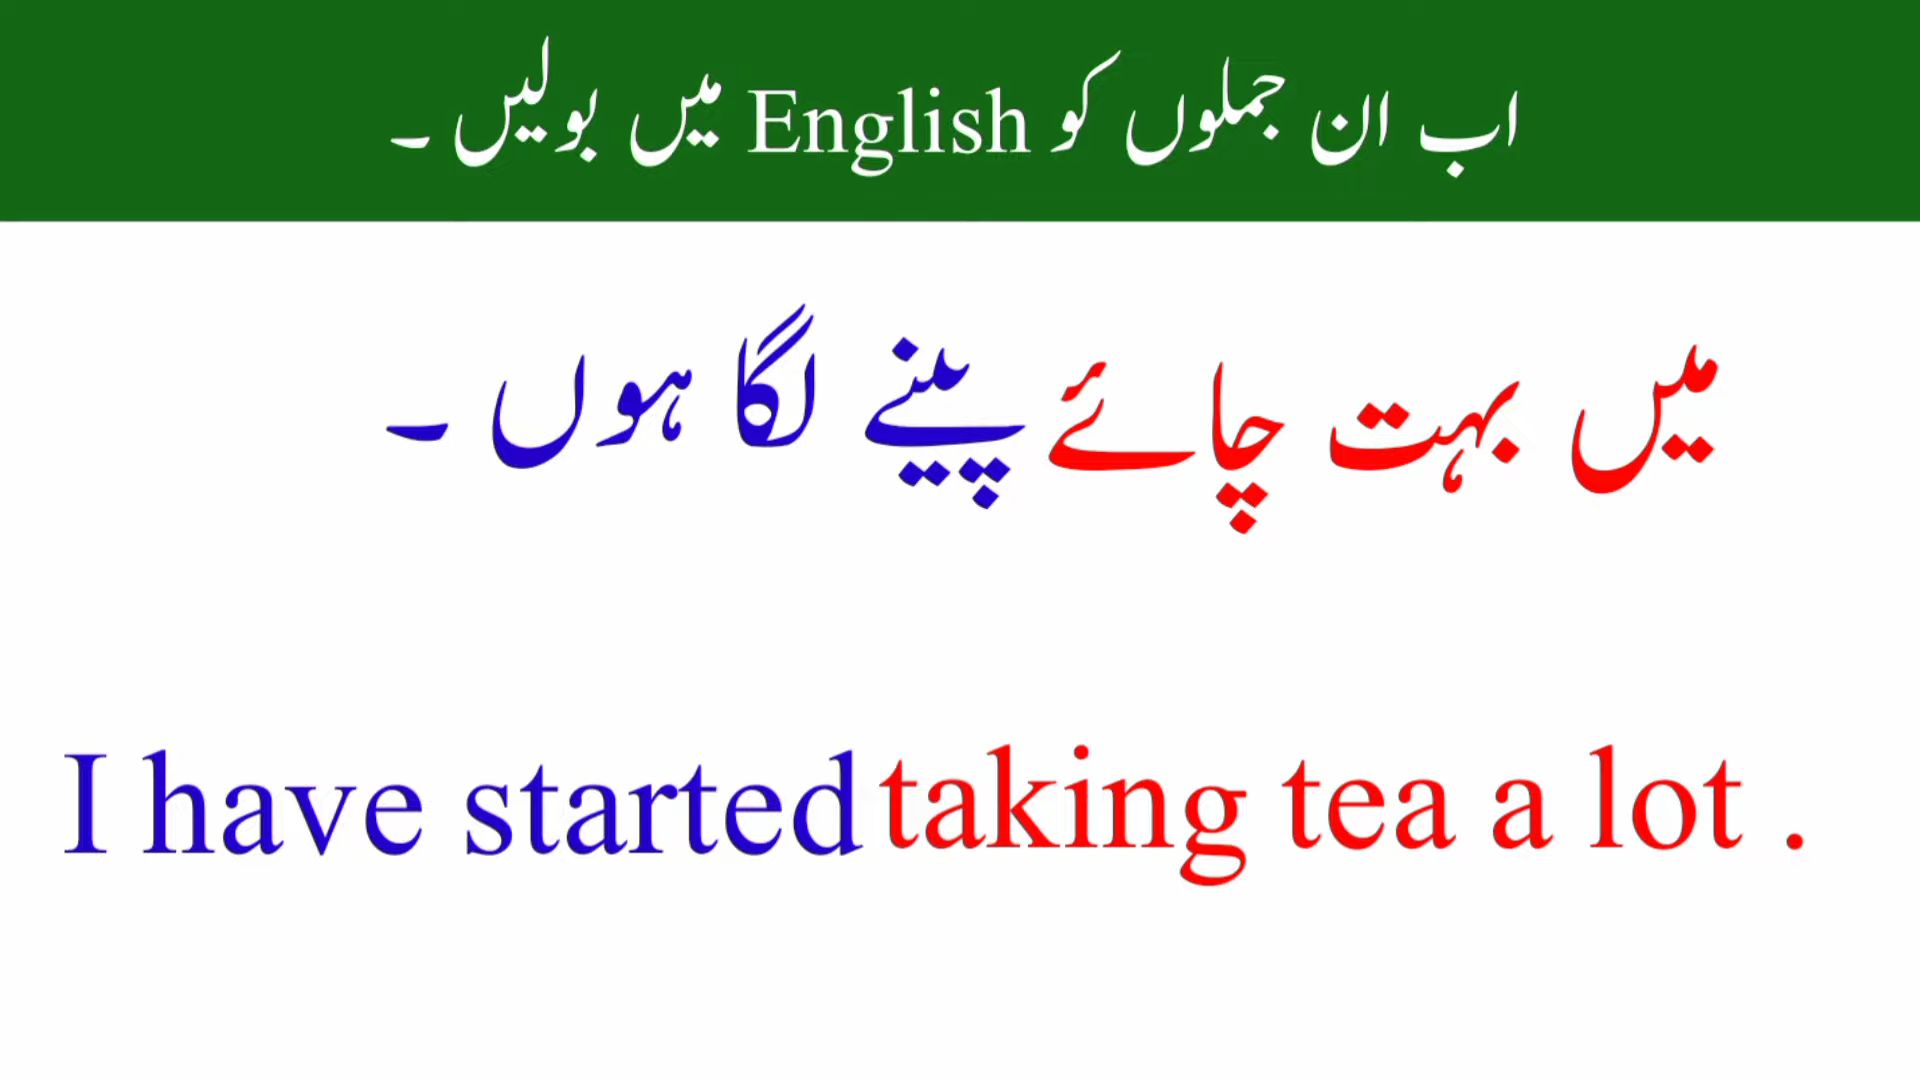 اب ان جملوں کو English میں بولیں ۔
میں بہت چائے پینے لگا ہوں ۔
I have started taking tea a lot .